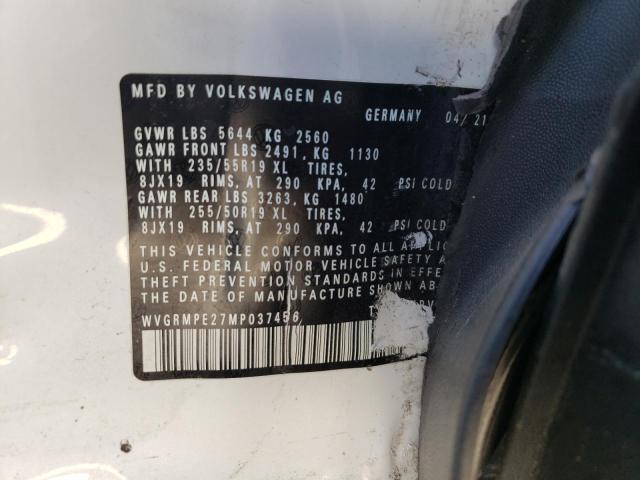 MFD BY VOLKSWAGEN AG
GERMANY 04/21
GVWR LBS 5644 KG 2560
GAWR FRONT LBS 2491, KG 1130
WITH 235/55R19 XL TIRES,
8JX19 RIMS, AT 290 KPA, 42 PSI COLD
GAWR REAR LBS 3263, KG 1480
WITH 255/50R19 XL TIRES,
8JX19 RIMS, AT 290 KPA, 42 PSI COLD
THIS VEHICLE CONFORMS TO ALL
U.S. FEDERAL MOTOR VEHICLE SAFETY
THEFT PREVENTION STANDARDS IN
DATE OF MANUFACTURE SHOWN
WVGRMPE27MP037456